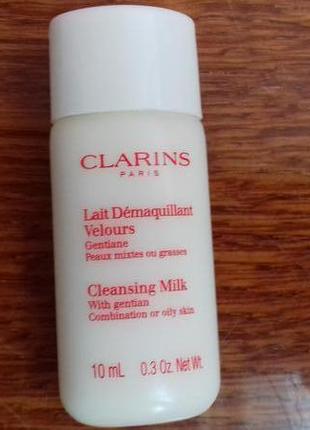 CLARINS
PARIS
Lait Démaquillant
Velours
Gentiane
Peaux mixtes ou grasses
Cleansing Milk
With gentian
Combination or oily skin
10 mL 0.3 Oz. Net Wt.